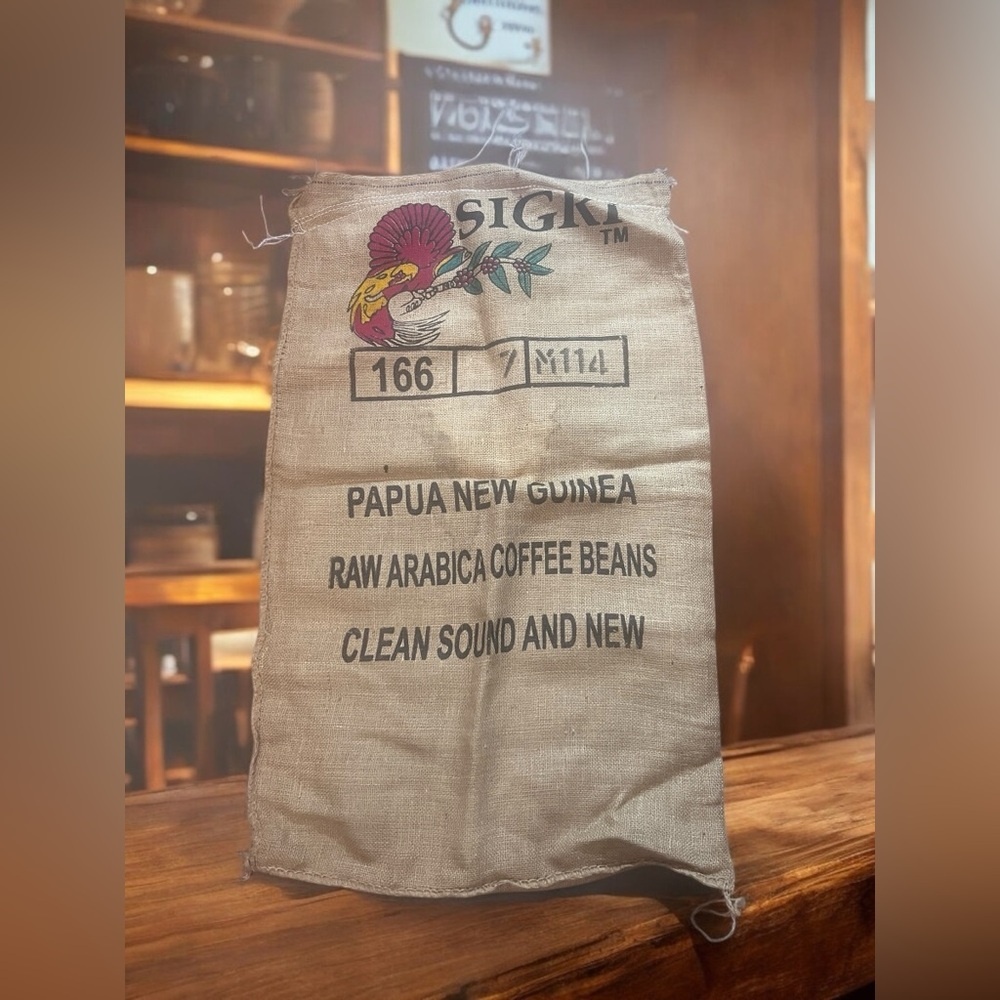 SIGRI
TM
166 7 M114
PAPUA NEW GUINEA
RAW ARABICA COFFEE BEANS
CLEAN SOUND AND NEW